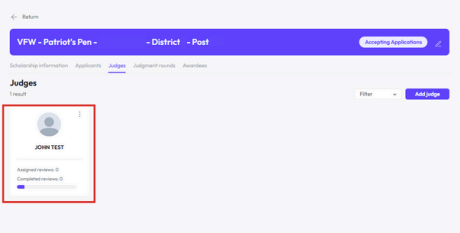 ← Return
VFW - Patriot's Pen - - District - Post
Accepting Applications
Scholarship information Applicants Judges Judgment rounds Awardees
Judges
1 result
Filter
Add judge
JOHN TEST
Assigned reviews: 0
Completed reviews: 0